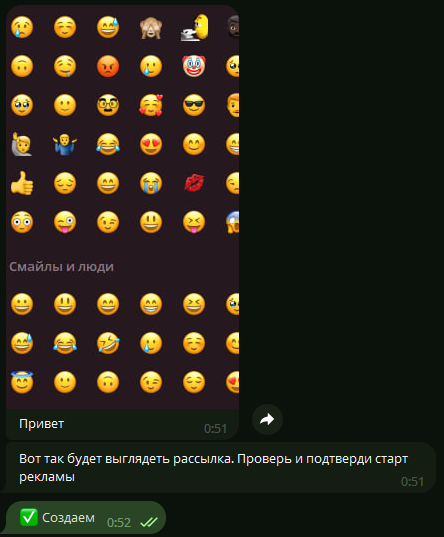 Смайлы и люди
Привет
0:51
Вот так будет выглядеть рассылка. Проверь и подтверди старт
рекламы
0:51
✅ Создаем 0:52